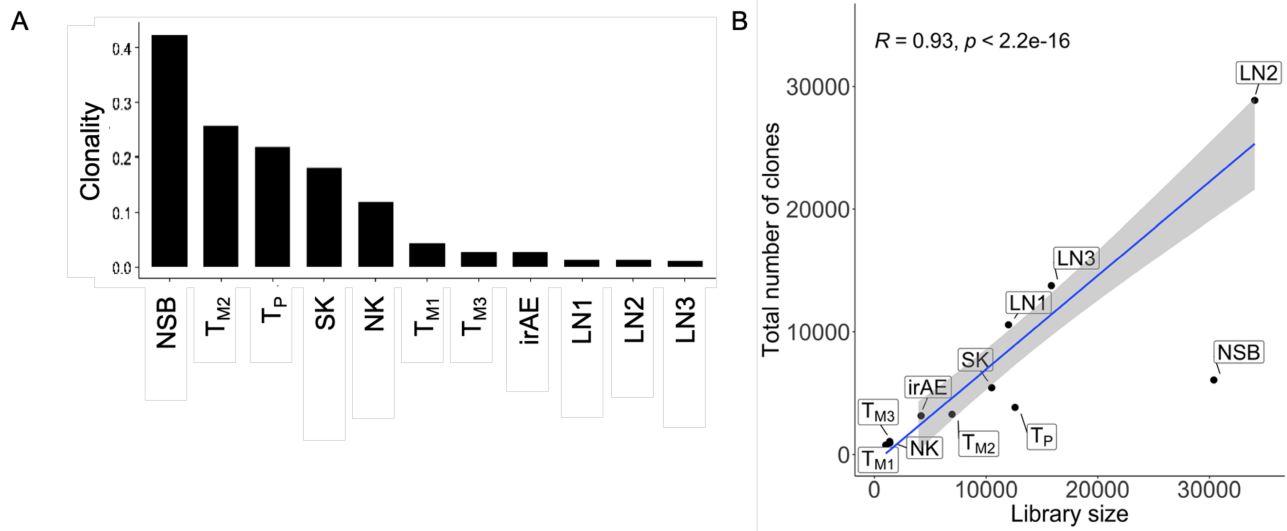 A
Clonality
0.4
0.3
0.2
0.1
0.0
NSB
TM2
TP
SK
NK
TM1
TM3
irAE
LN1
LN2
LN3
B
R = 0.93, p < 2.2e-16
Total number of clones
30000
20000
10000
0
LN2
LN3
LN1
NSB
SK
irAE
TM3
TM2
TP
NK
TM1
0 10000 20000 30000
Library size